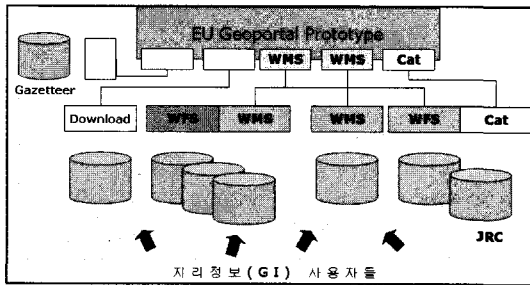 EU Geoportal Prototype
WMS WMS Cat
Gazetteer
Download WFS WMS WMS WFS Cat
JRC
지리정보(GI) 사용자들